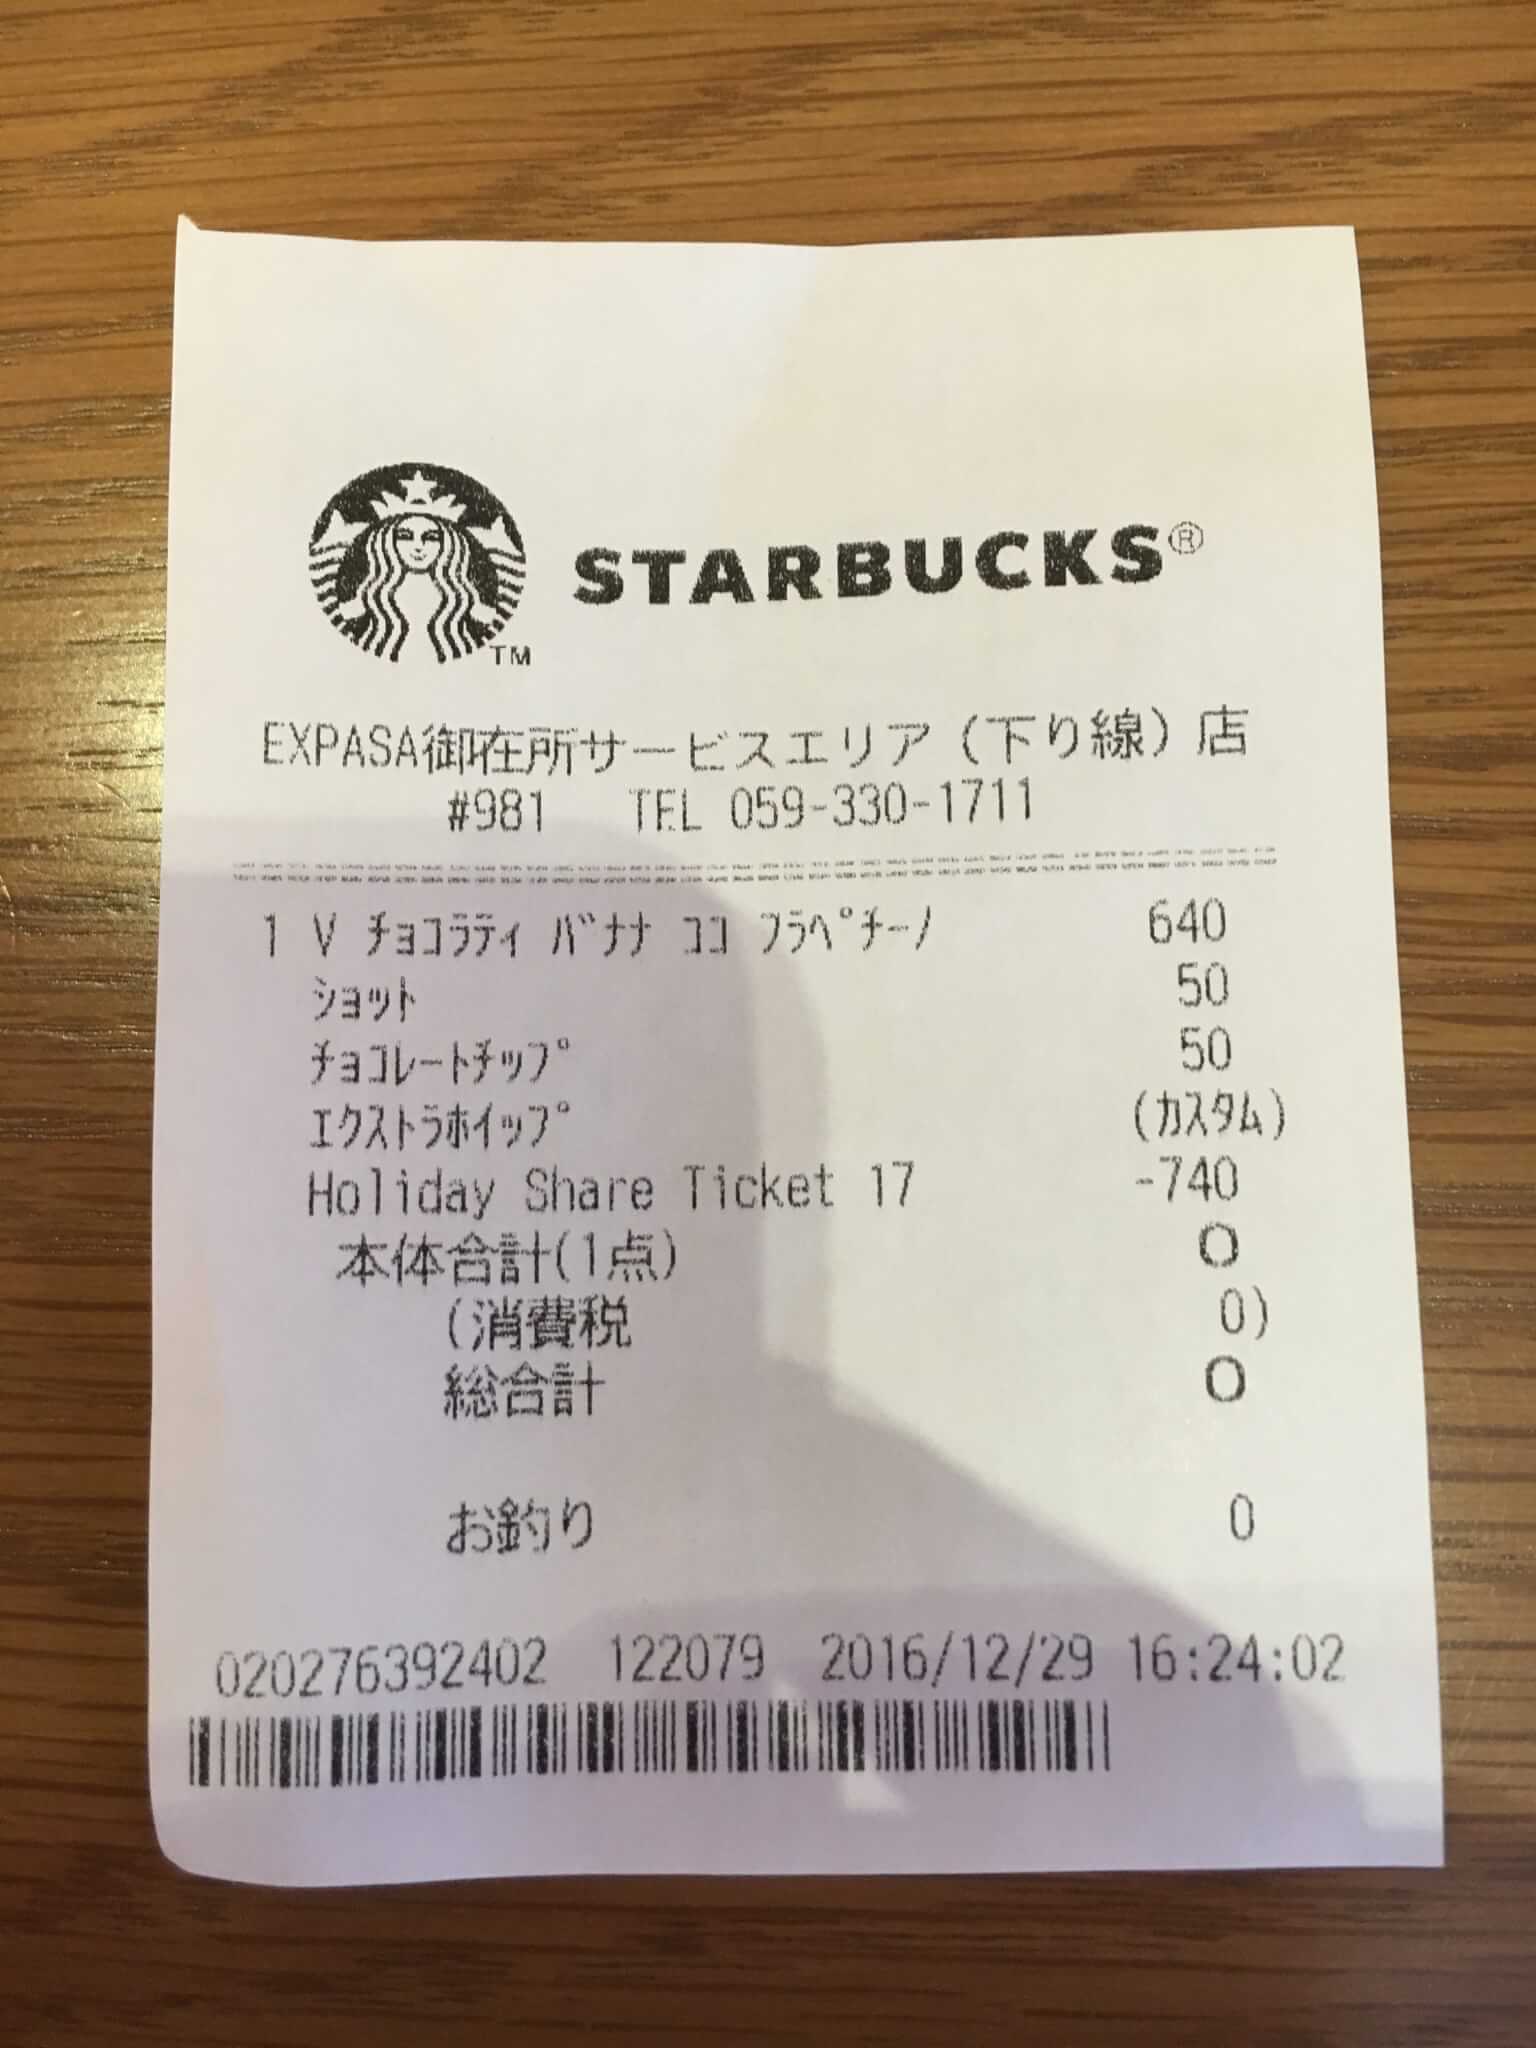 TM
STARBUCKS®
EXPASA御在所サービスエリア(下り線)店
#981 TEL 059-330-1711
1 V ﾁｮｺﾗﾃｨ ﾊﾞﾅﾅ ｺｺ ﾌﾗﾍﾟﾁｰﾉ 640
ｼｮｯﾄ 50
ﾁｮｺﾚｰﾄﾁｯﾌﾟ 50
ｴｸｽﾄﾗﾎｲｯﾌﾟ (ｶｽﾀﾑ)
Holiday Share Ticket 17 -740
本体合計(1点) 0
(消費税 0)
総合計 0
お釣り 0
020276392402 122079 2016/12/29 16:24:02